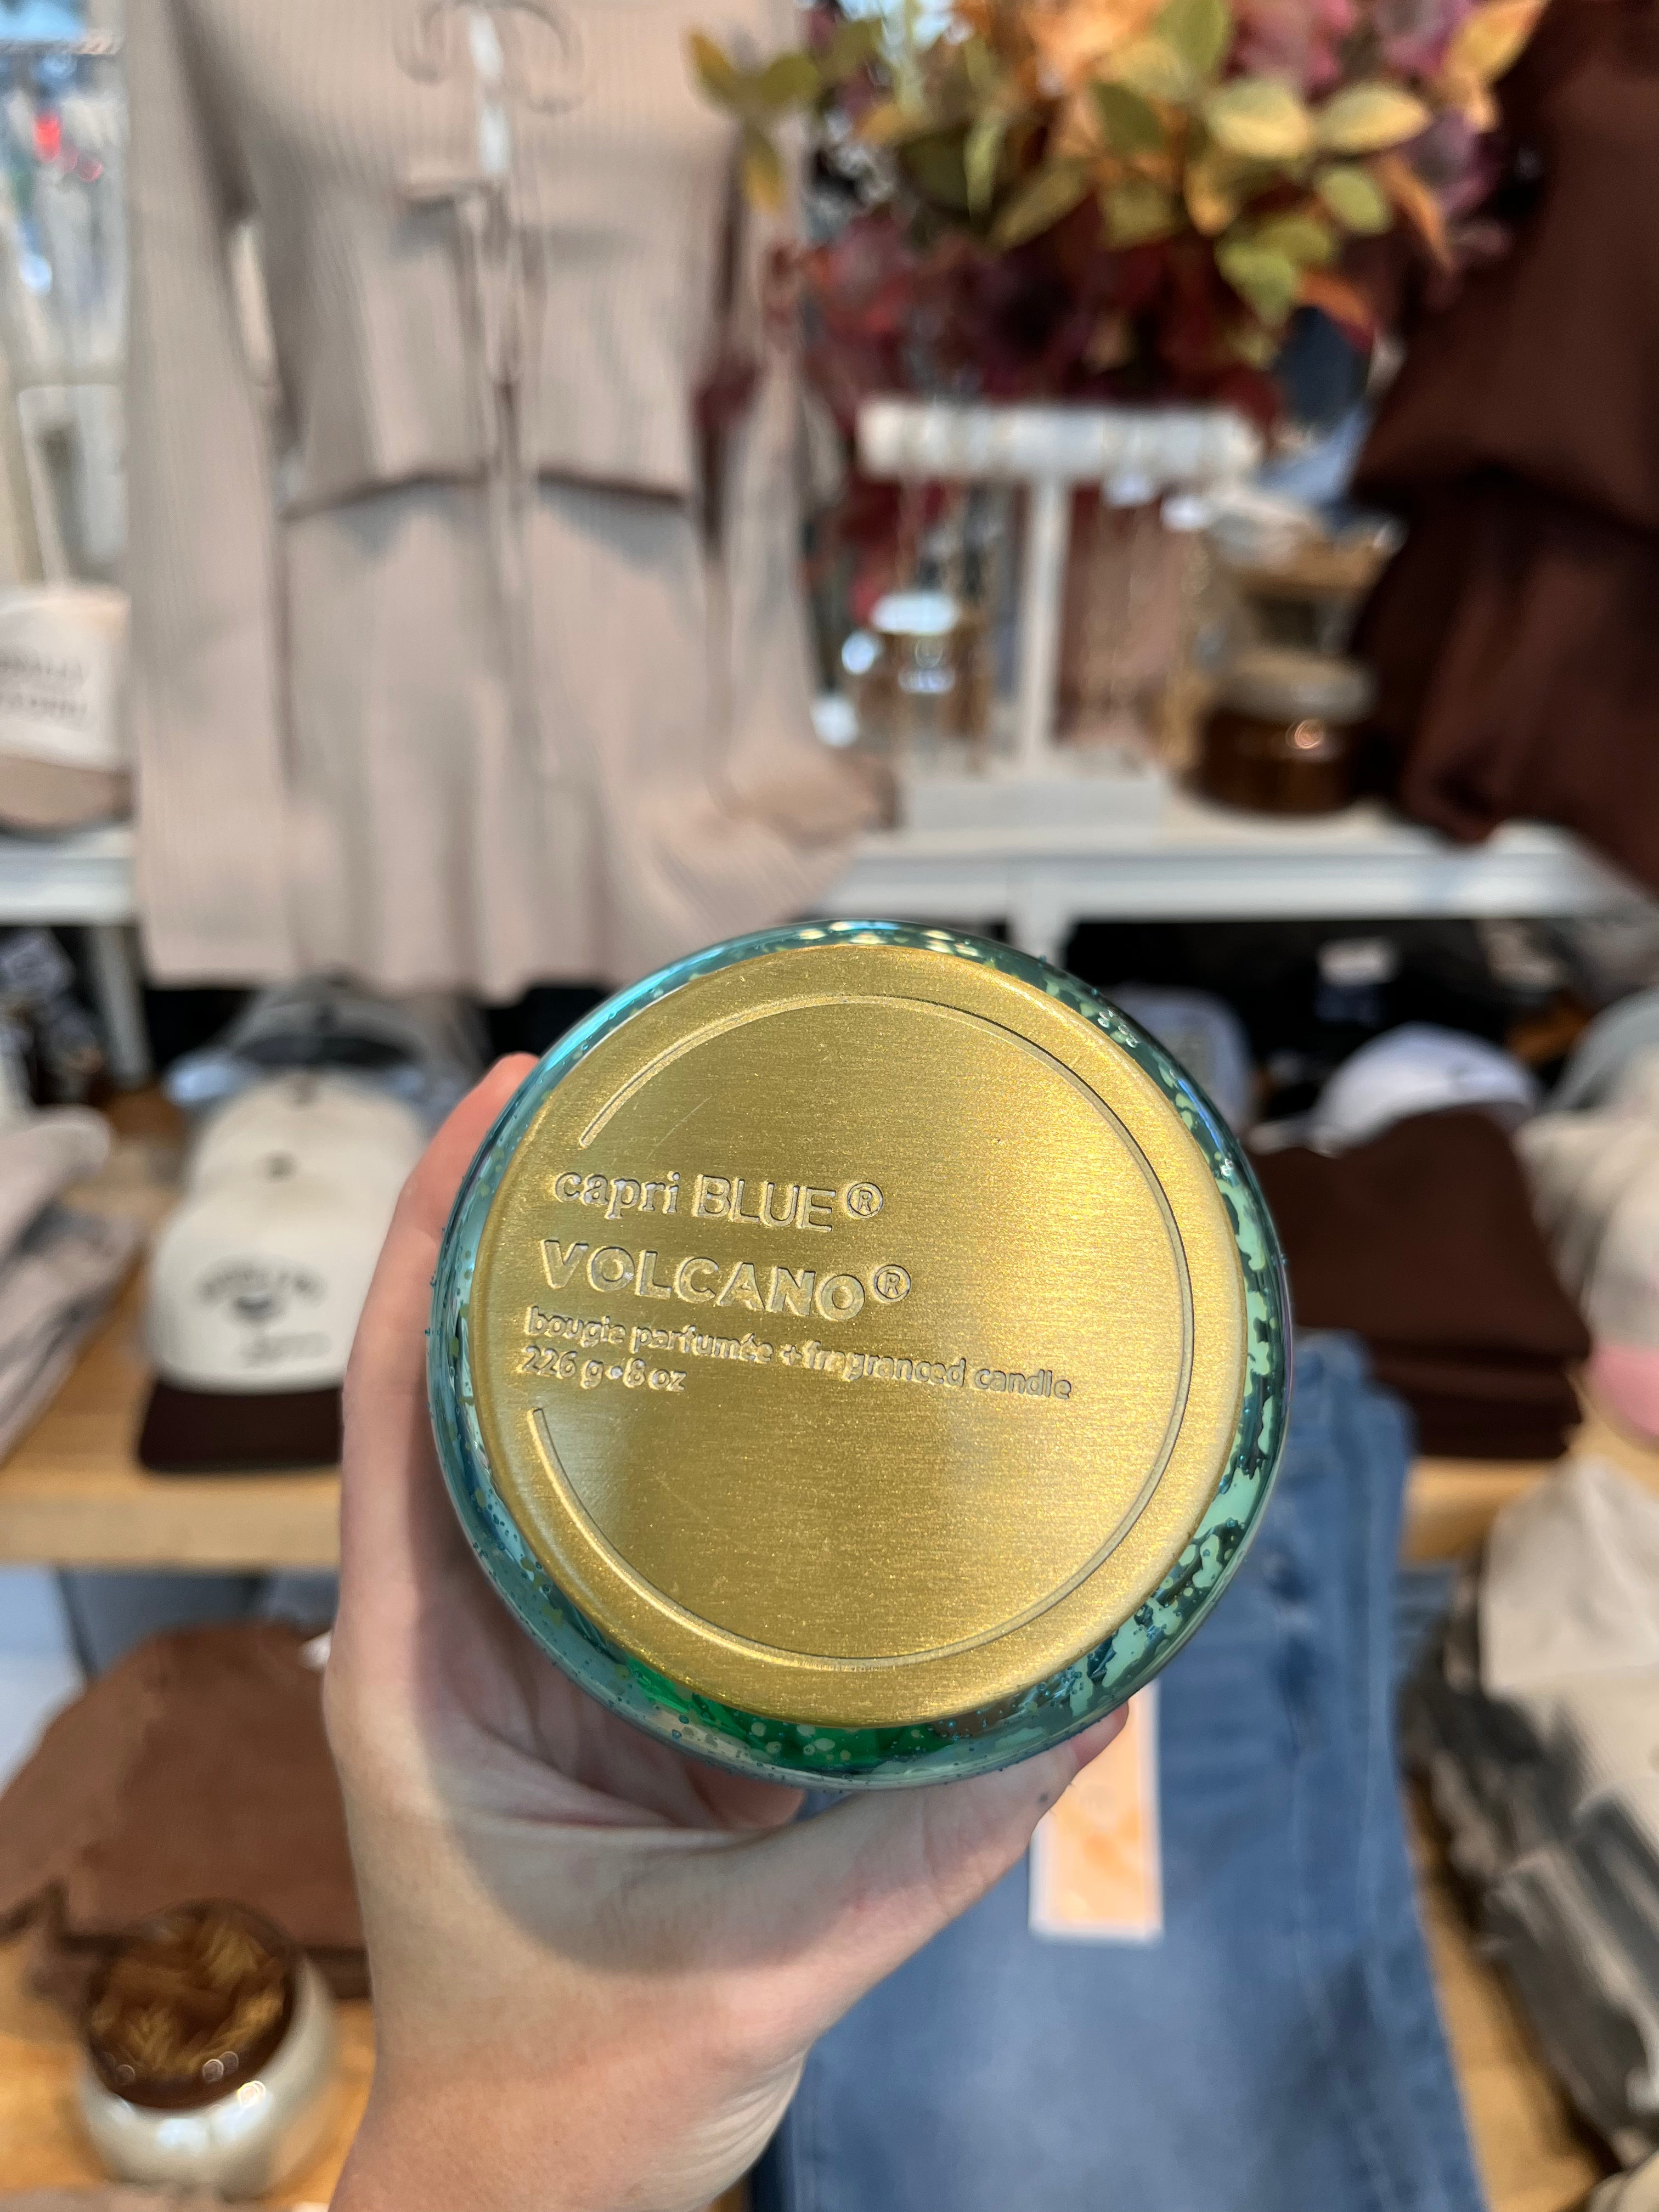 capri BLUE®
VOLCANO®
bougie parfumée + fragranced candle
226 g • 8 oz